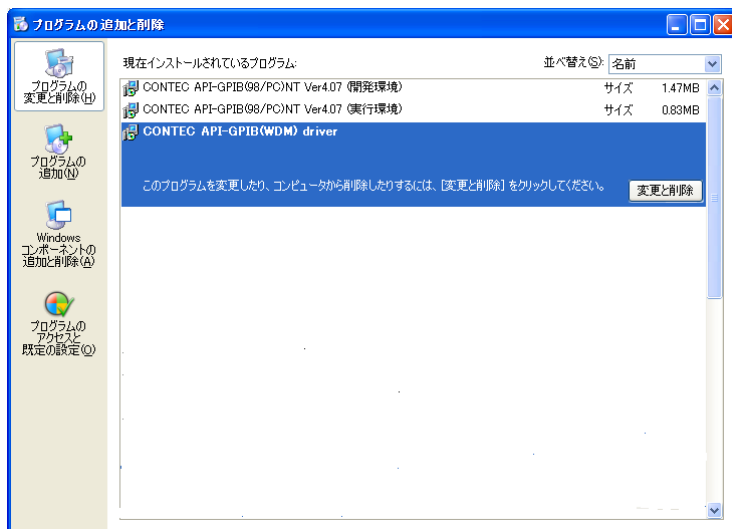 プログラムの追加と削除
現在インストールされているプログラム:
並べ替え(S):
名前
プログラムの
変更と削除(H)
プログラムの
追加(N)
Windows
コンポーネントの
追加と削除(A)
プログラムの
アクセスと
既定の設定(O)
CONTEC API-GPIB(98/PC)NT Ver4.07 (開発環境)
サイズ
1.47MB
CONTEC API-GPIB(98/PC)NT Ver4.07 (実行環境)
サイズ
0.83MB
CONTEC API-GPIB(WDM) driver
このプログラムを変更したり、コンピュータから削除したりするには、[変更と削除] をクリックしてください。
変更と削除